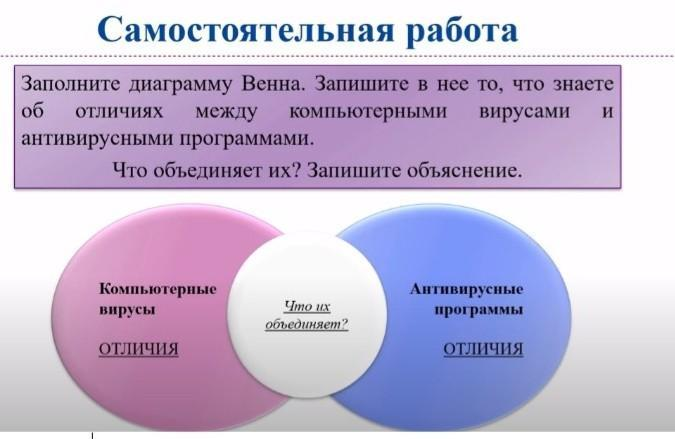 Самостоятельная работа
Заполните диаграмму Венна. Запишите в нее то, что знаете
об отличиях между компьютерными вирусами и
антивирусными программами.
Что объединяет их? Запишите объяснение.
Компьютерные
вирусы
ОТЛИЧИЯ
Что их
объединяет?
Антивирусные
программы
ОТЛИЧИЯ